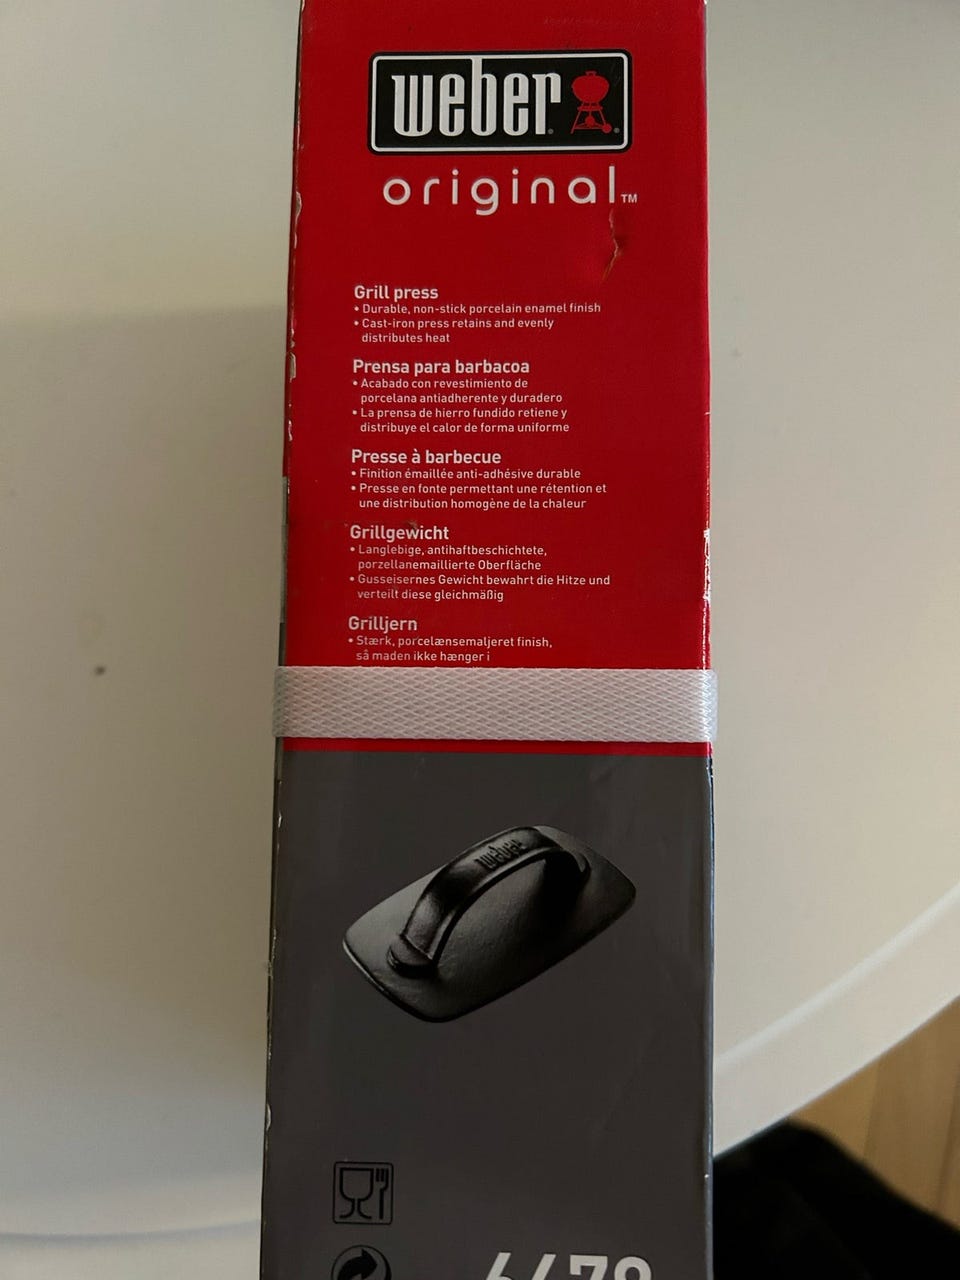 weber
original™
Grill press
• Durable, non-stick porcelain enamel finish
• Cast-iron press retains and evenly
distributes heat
Prensa para barbacoa
• Acabado con revestimiento de
porcelana antiadherente y duradero
• La prensa de hierro fundido retiene y
distribuye el calor de forma uniforme
Presse à barbecue
• Finition émaillée anti-adhésive durable
• Presse en fonte permettant une rétention et
une distribution homogène de la chaleur
Grillgewicht
• Langlebige, antihaftbeschichtete,
porzellanemaillierte Oberfläche
• Gusseisernes Gewicht bewahrt die Hitze und
verteilt diese gleichmäßig
Grilljern
• Stærk, porcelænsemaljeret finish,
så maden ikke hænger i
weber